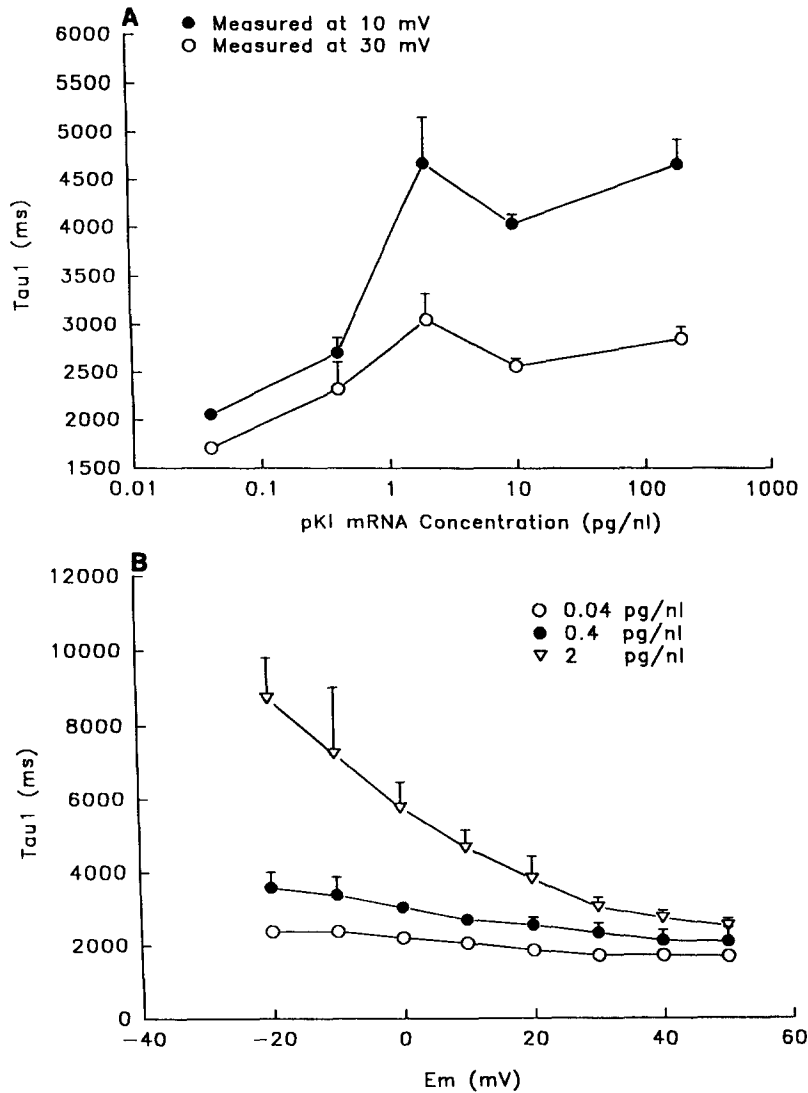 A
● Measured at 10 mV
○ Measured at 30 mV
6000
5500
5000
4500
4000
3500
3000
2500
2000
1500
Tau1 (ms)
0.01 0.1 1 10 100 1000
pKI mRNA Concentration (pg/nl)
B
○ 0.04 pg/nl
● 0.4 pg/nl
▽ 2 pg/nl
12000
10000
8000
6000
4000
2000
0
Tau1 (ms)
−40 −20 0 20 40 60
Em (mV)